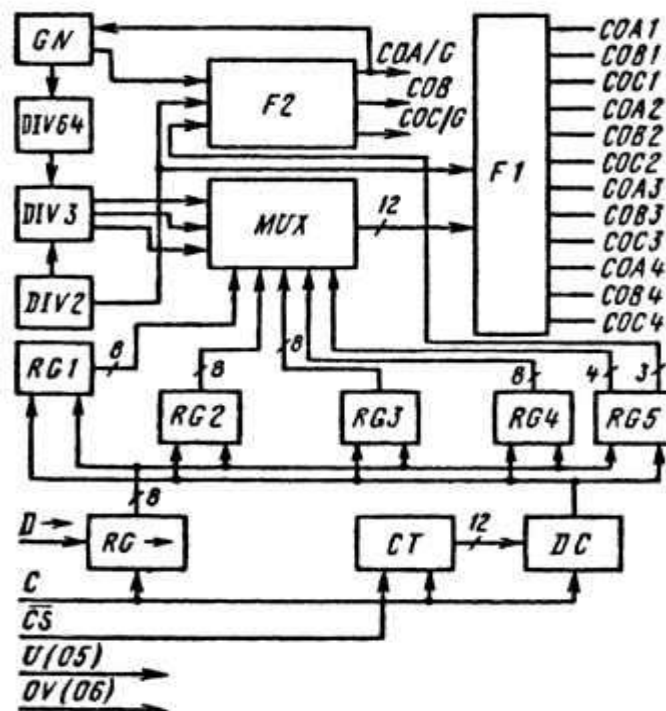 GN
DIV64
DIV3
DIV2
F2
COA/G
COB
COC/G
MUX
12
F1
COA1
COB1
COC1
COA2
COB2
COC2
COA3
COB3
COC3
COA4
COB4
COC4
RG1
8
RG2
8
RG3
8
RG4
8
RG5
4
3
8
D →
RG →
CT
12
DC
C
CS̅
U(05)
OV(06)